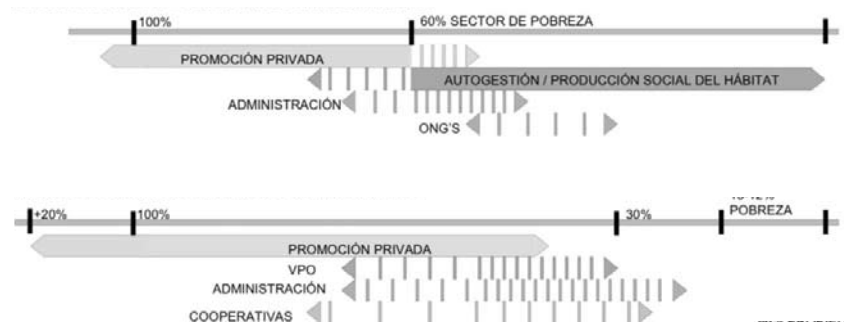 100%
60% SECTOR DE POBREZA
PROMOCIÓN PRIVADA
AUTOGESTIÓN / PRODUCCIÓN SOCIAL DEL HÁBITAT
ADMINISTRACIÓN
ONG'S
+20%
100%
30%
POBREZA
PROMOCIÓN PRIVADA
VPO
ADMINISTRACIÓN
COOPERATIVAS